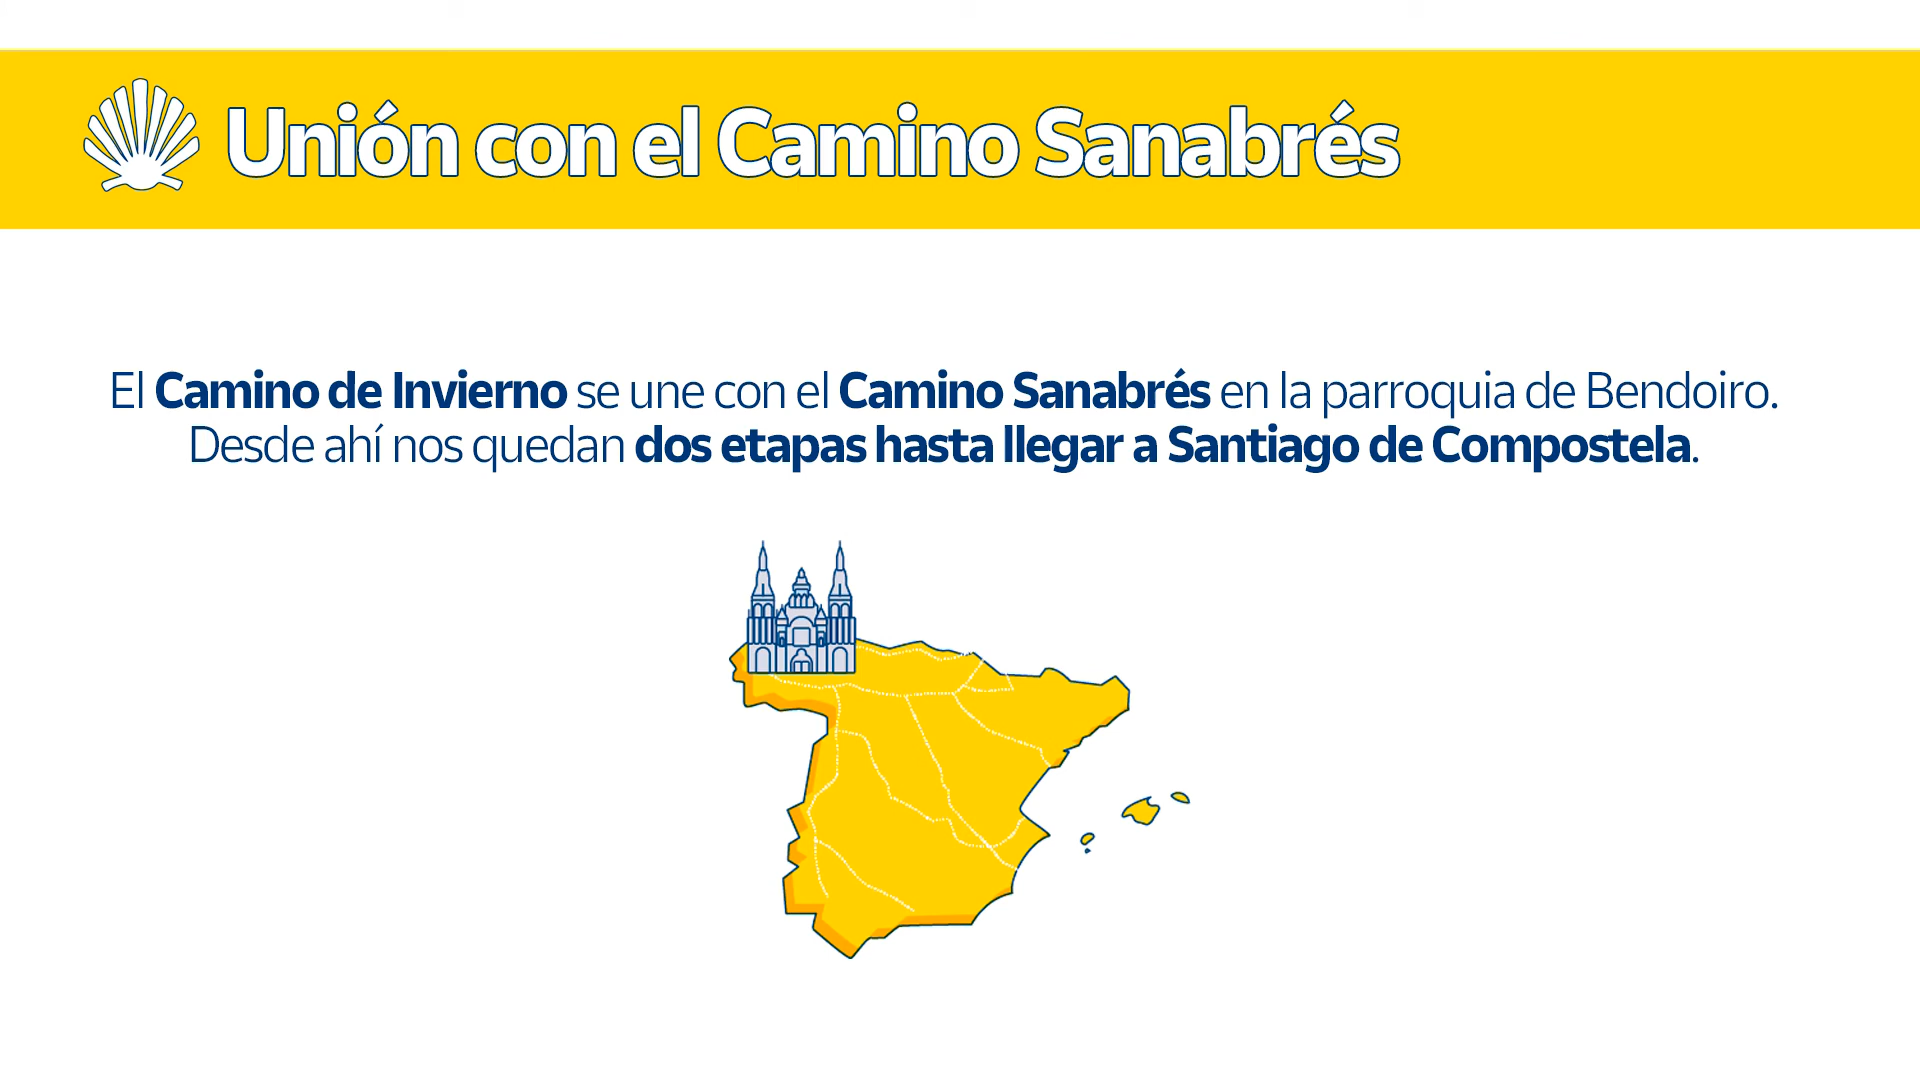 Unión con el Camino Sanabrés
El Camino de Invierno se une con el Camino Sanabrés en la parroquia de Bendoiro.
Desde ahí nos quedan dos etapas hasta llegar a Santiago de Compostela.